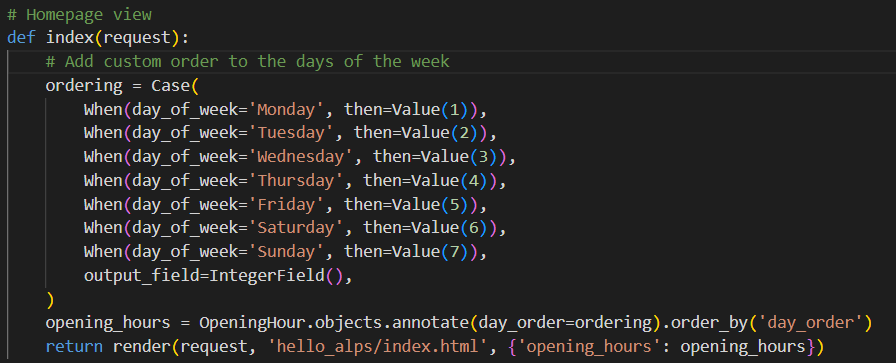 # Homepage view
def index(request):
    # Add custom order to the days of the week
    ordering = Case(
        When(day_of_week='Monday', then=Value(1)),
        When(day_of_week='Tuesday', then=Value(2)),
        When(day_of_week='Wednesday', then=Value(3)),
        When(day_of_week='Thursday', then=Value(4)),
        When(day_of_week='Friday', then=Value(5)),
        When(day_of_week='Saturday', then=Value(6)),
        When(day_of_week='Sunday', then=Value(7)),
        output_field=IntegerField(),
    )
    opening_hours = OpeningHour.objects.annotate(day_order=ordering).order_by('day_order')
    return render(request, 'hello_alps/index.html', {'opening_hours': opening_hours})